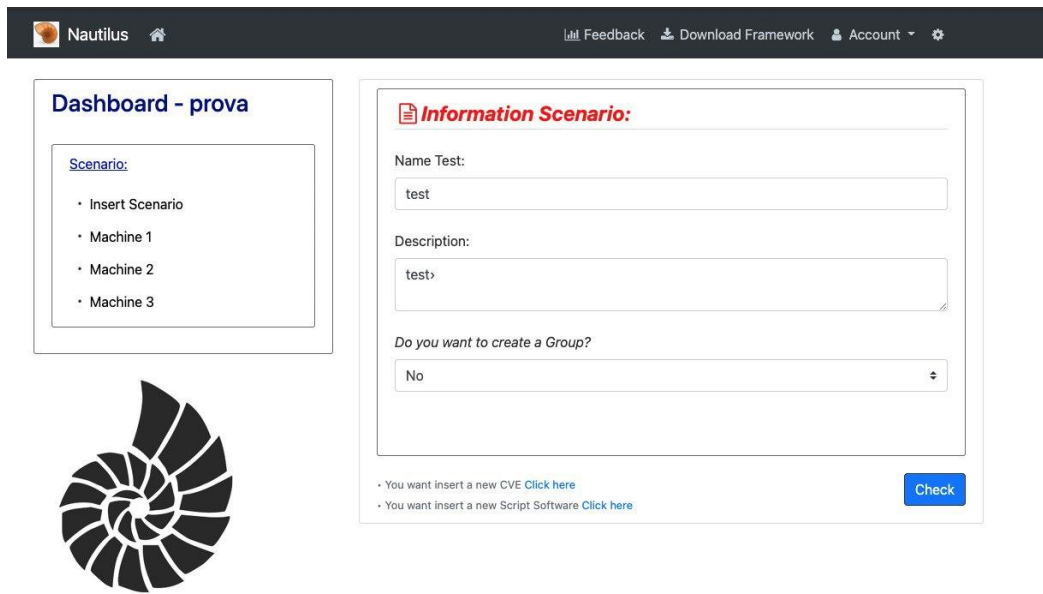 Nautilus
Feedback Download Framework Account
Dashboard - prova
Scenario:
• Insert Scenario
• Machine 1
• Machine 2
• Machine 3
Information Scenario:
Name Test:
test
Description:
test›
Do you want to create a Group?
No
• You want insert a new CVE Click here
• You want insert a new Script Software Click here
Check